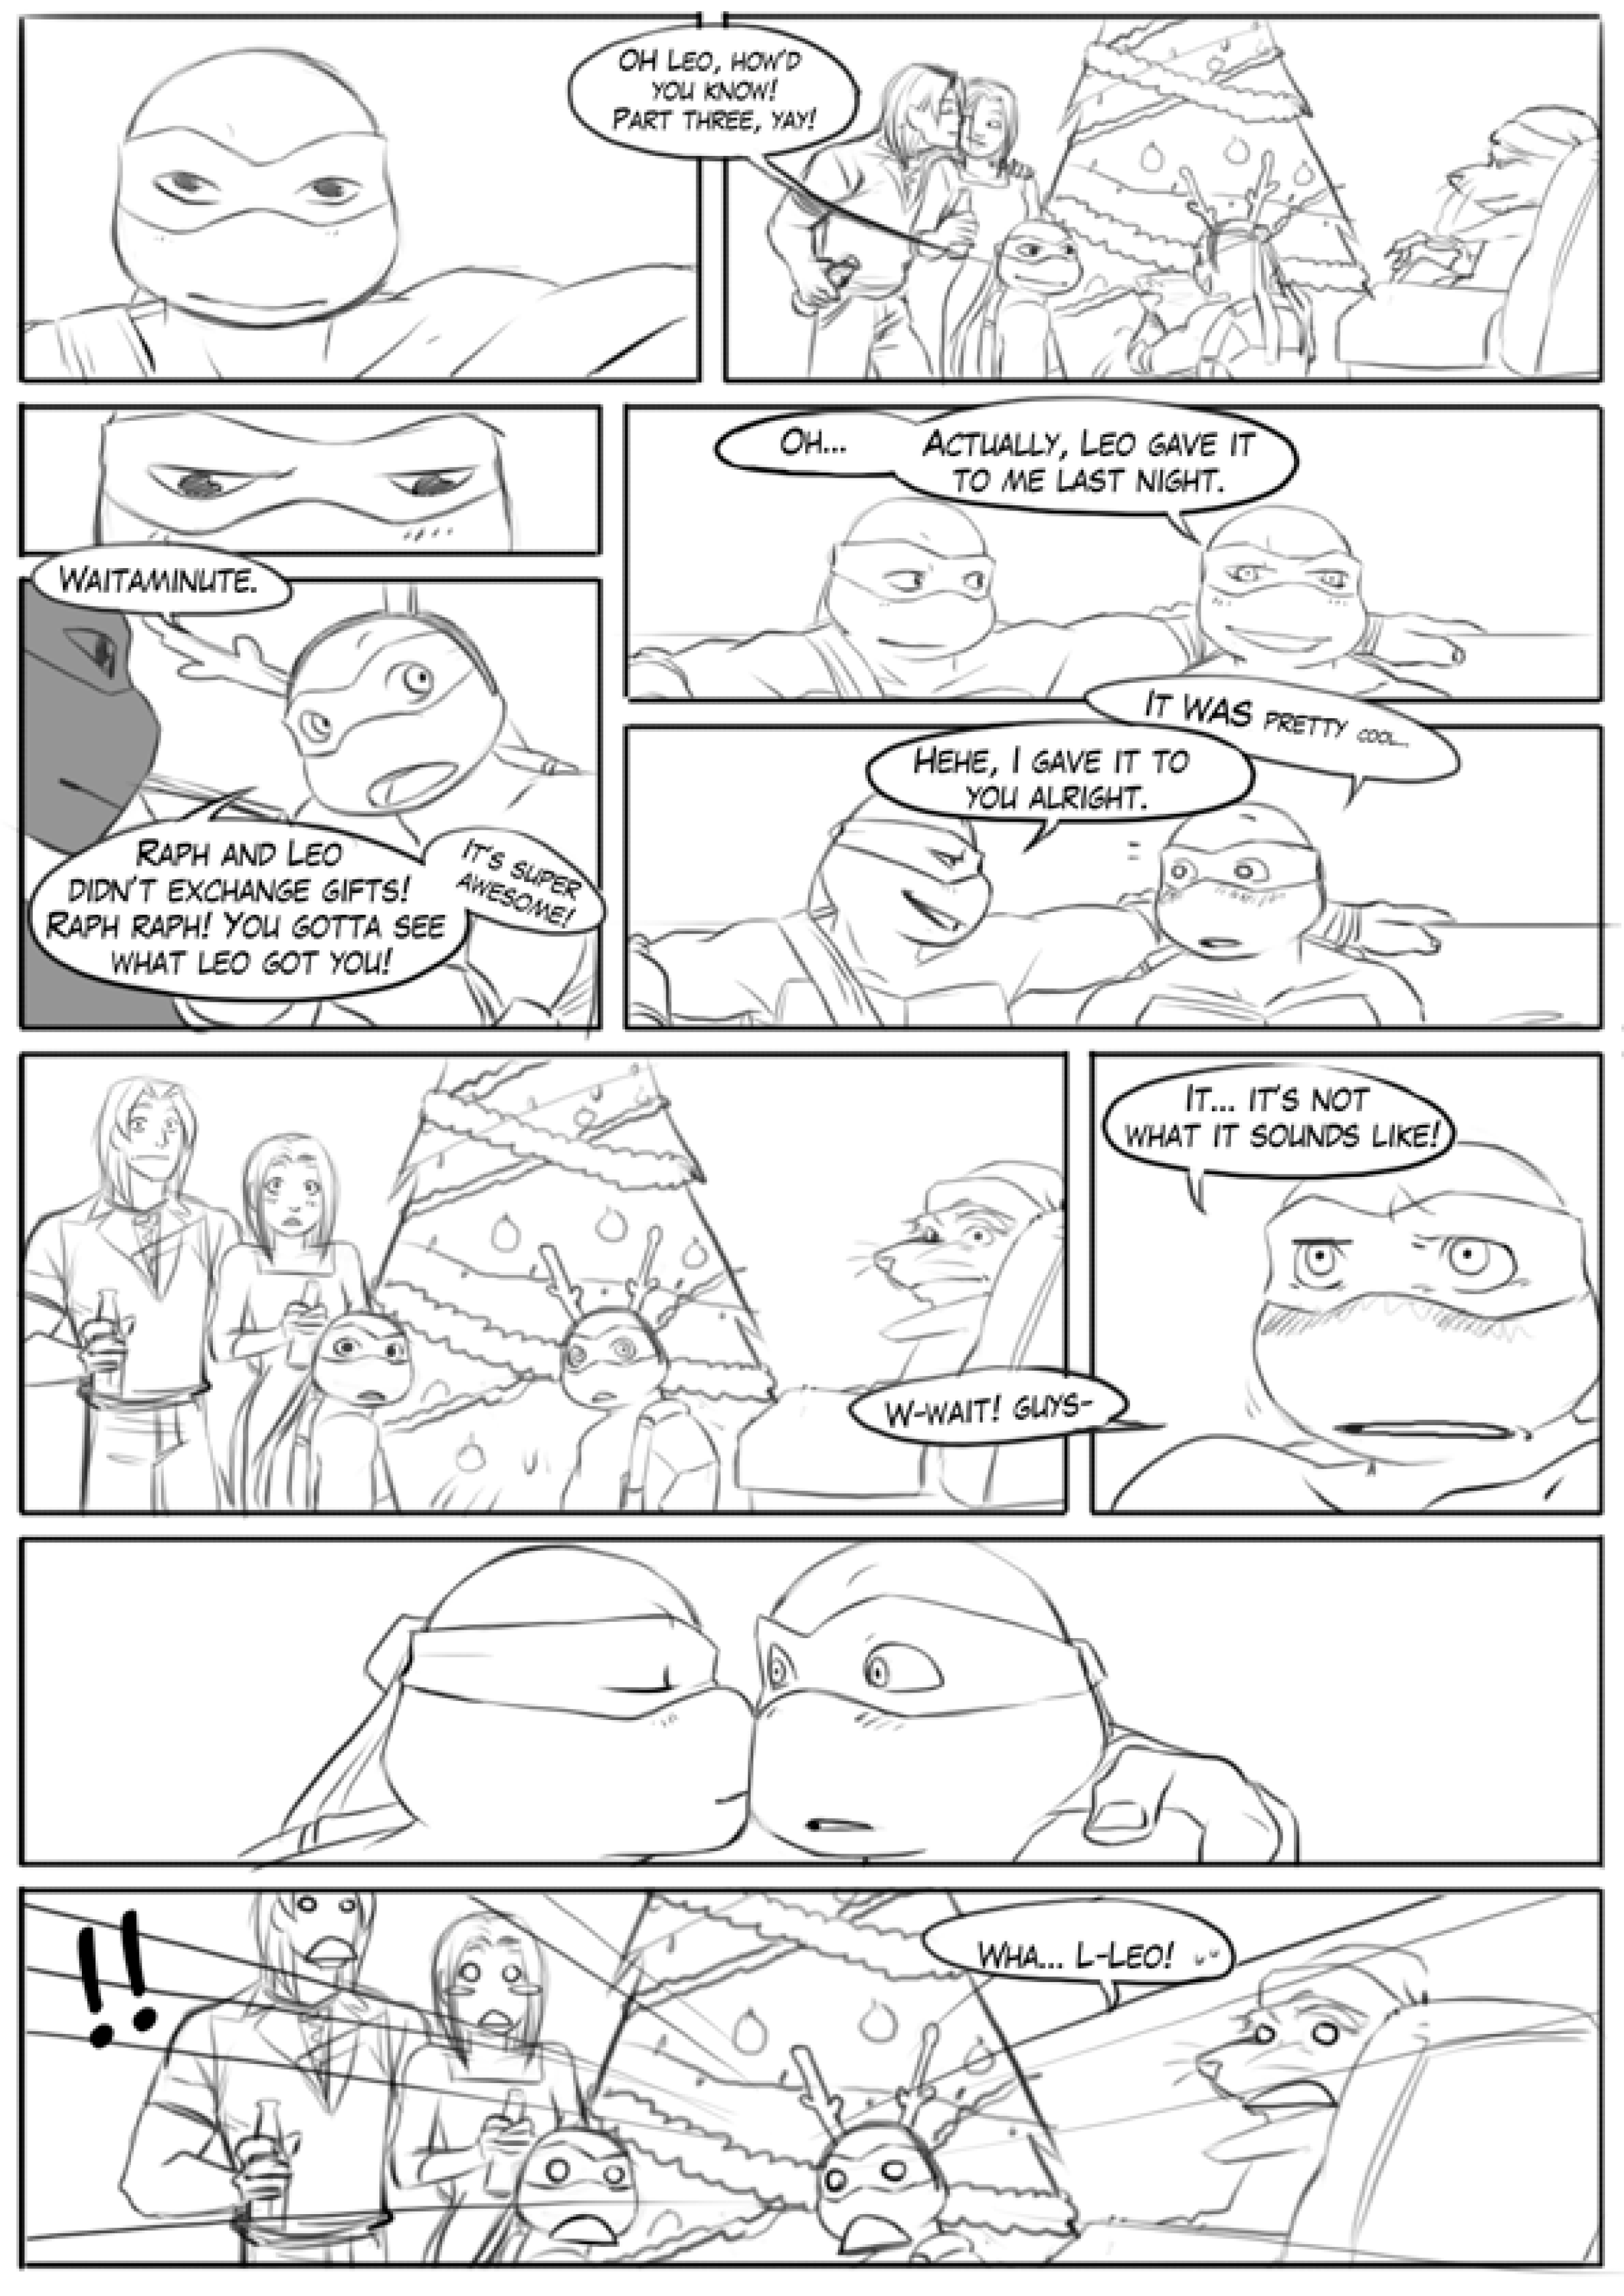 OH LEO, HOW'D
YOU KNOW!
PART THREE, YAY!
WAITAMINUTE.
RAPH AND LEO
DIDN'T EXCHANGE GIFTS!
RAPH RAPH! YOU GOTTA SEE
WHAT LEO GOT YOU!
IT'S SUPER
AWESOME!
OH...
ACTUALLY, LEO GAVE IT
TO ME LAST NIGHT.
IT WAS PRETTY COOL..
HEHE, I GAVE IT TO
YOU ALRIGHT.
IT... IT'S NOT
WHAT IT SOUNDS LIKE!
W-WAIT! GUYS-
!!
WHA... L-LEO!